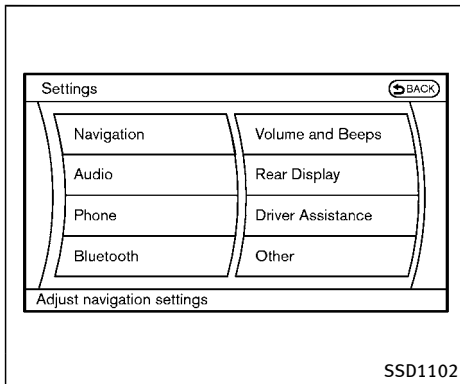 Settings
BACK
Navigation
Volume and Beeps
Audio
Rear Display
Phone
Driver Assistance
Bluetooth
Other
Adjust navigation settings
SSD1102